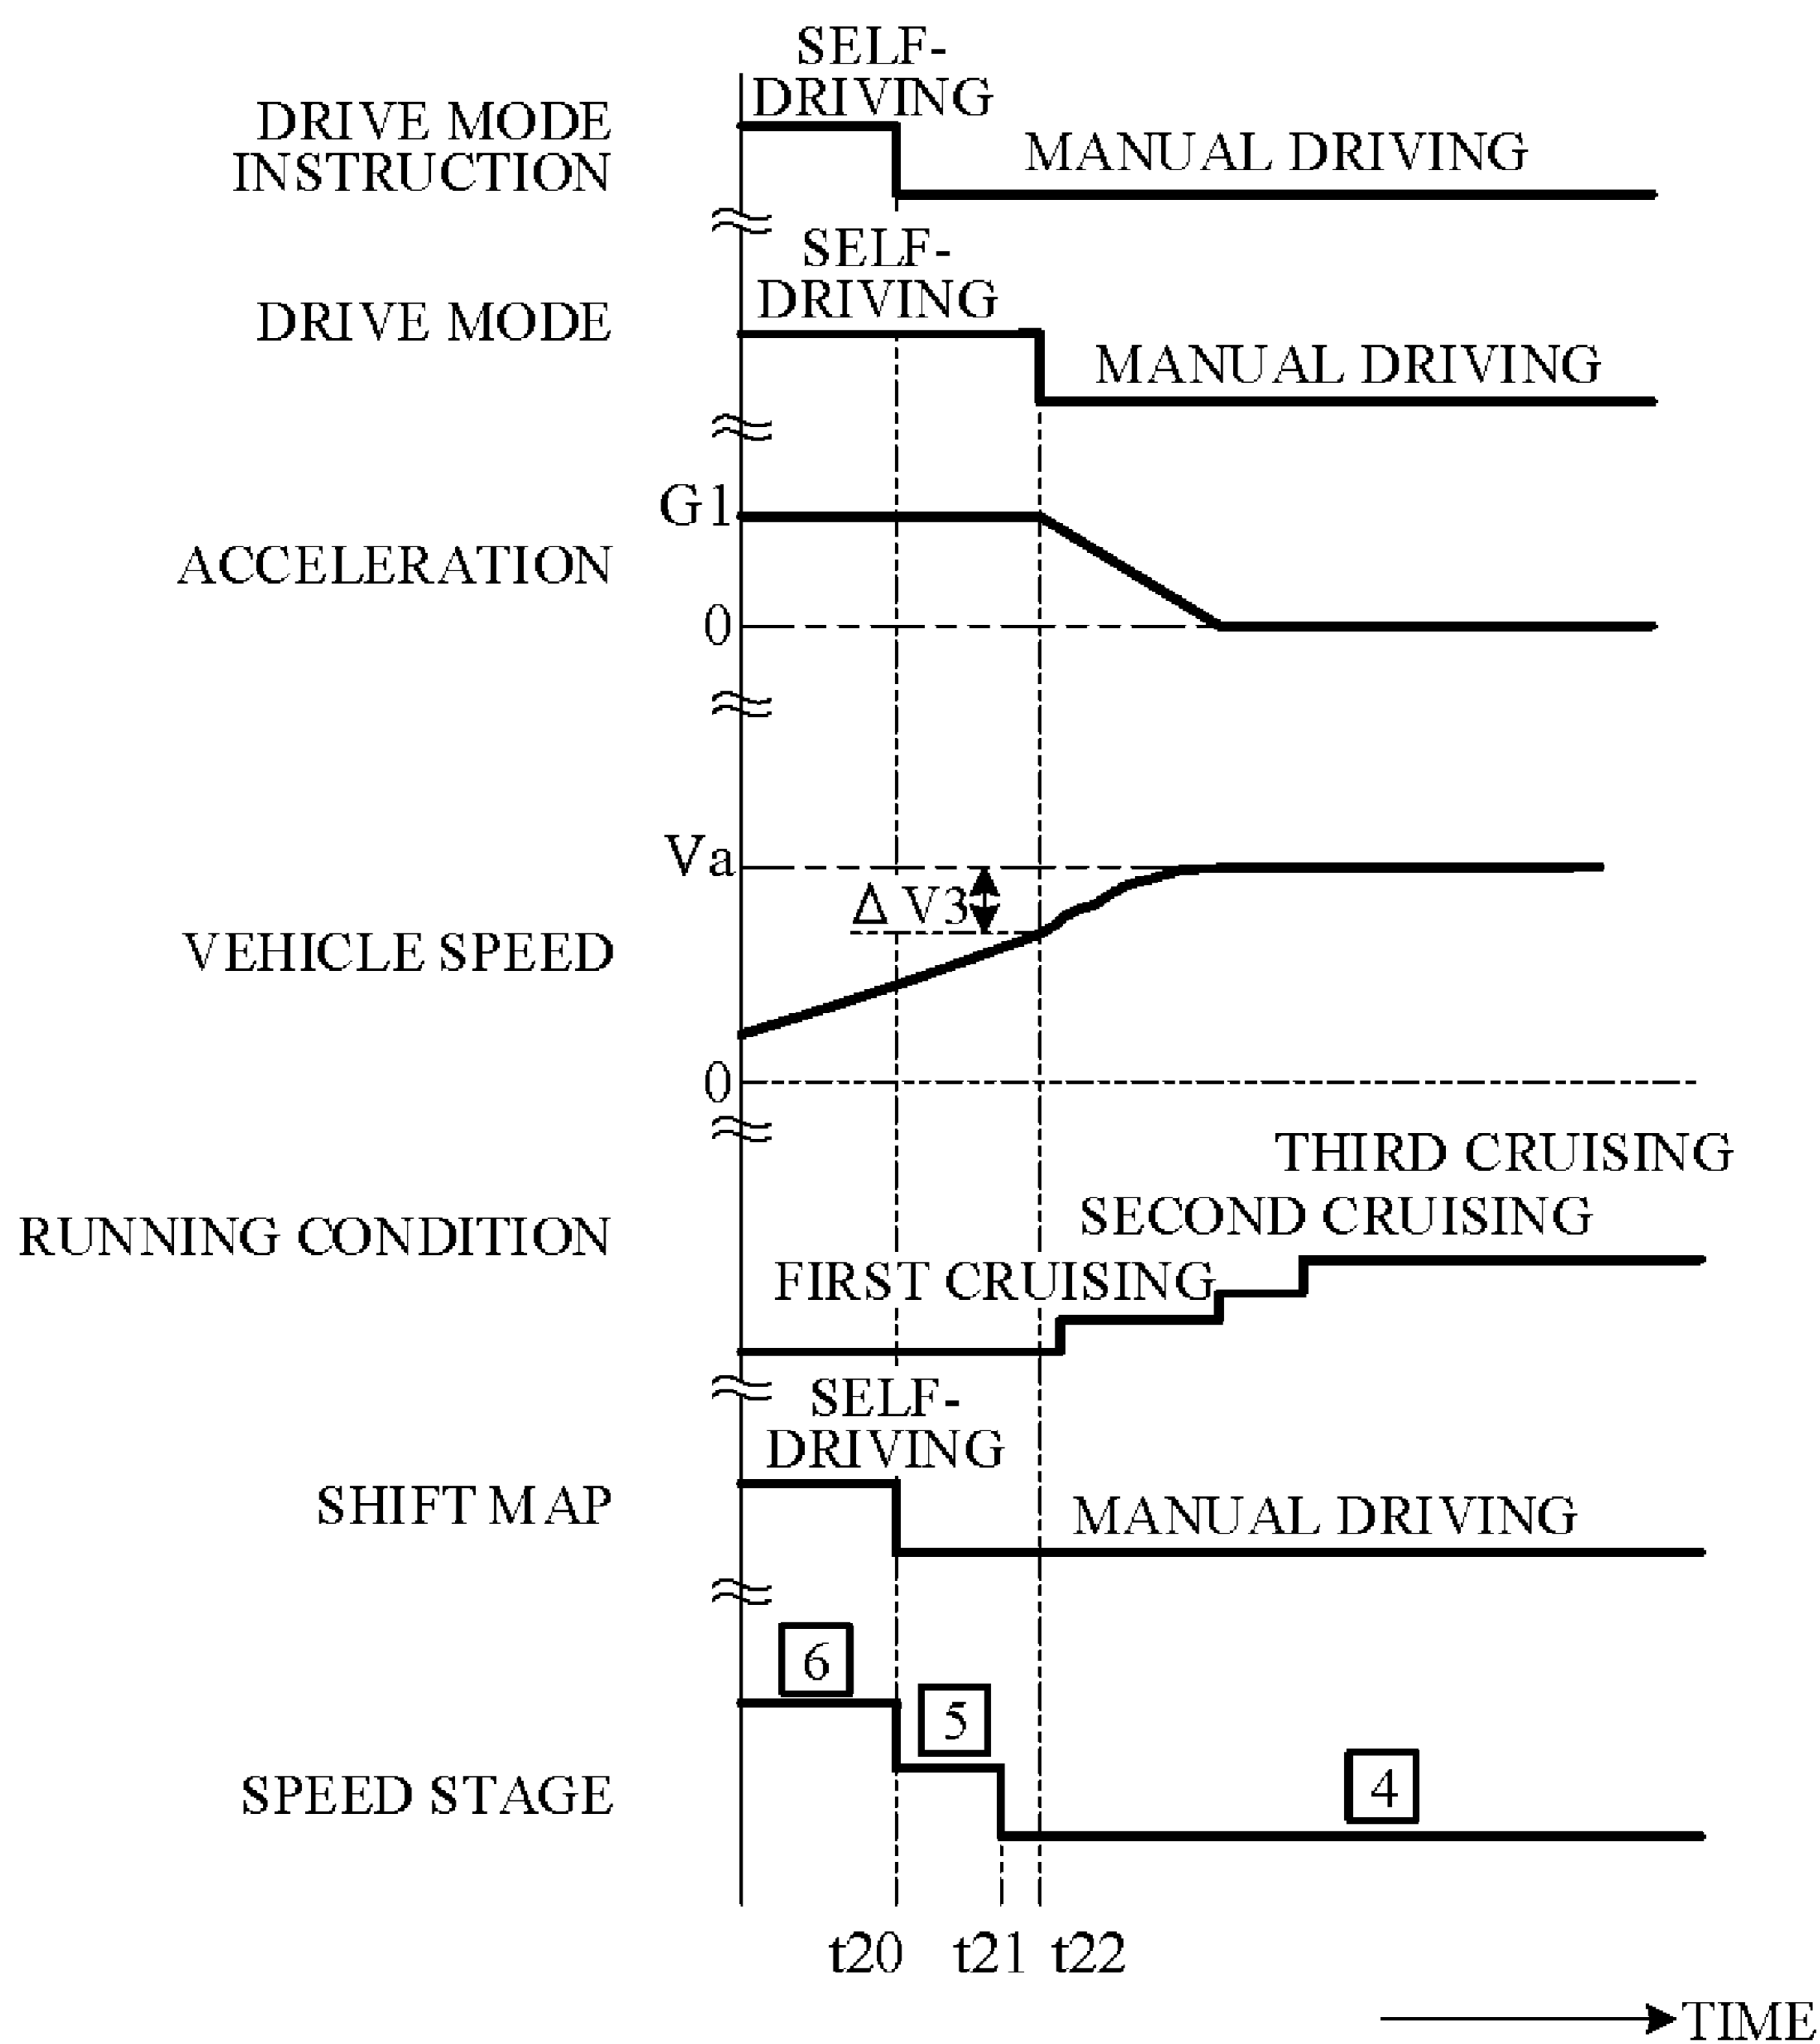 SELF-
DRIVING
DRIVE MODE
INSTRUCTION
MANUAL DRIVING
SELF-
DRIVING
DRIVE MODE
MANUAL DRIVING
G1
ACCELERATION
0
Va
Δ V3
VEHICLE SPEED
0
THIRD CRUISING
SECOND CRUISING
RUNNING CONDITION
FIRST CRUISING
SELF-
DRIVING
SHIFT MAP
MANUAL DRIVING
6
5
4
SPEED STAGE
t20 t21 t22
TIME